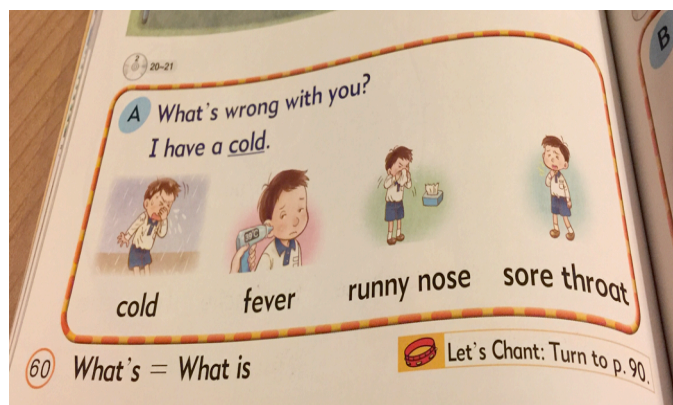 2
20–21
A What's wrong with you?
I have a cold.
cold
fever
runny nose
sore throat
60 What's = What is
Let's Chant: Turn to p. 90.
B